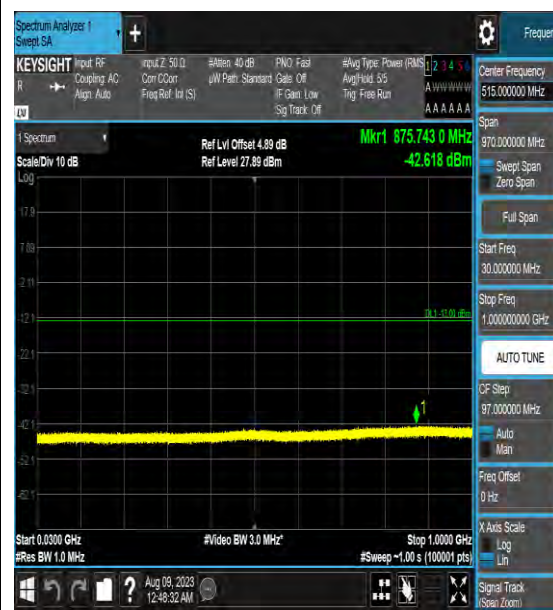 Spectrum Analyzer 1
Swept SA
+
Frequen
KEYSIGHT
R
Input: RF
Coupling: AC
Align: Auto
Input Z: 50 Ω
Corr CCorr
Freq Ref: Int (S)
#Atten: 40 dB
µW Path: Standard
PNO: Fast
Gate: Off
IF Gain: Low
Sig Track: Off
#Avg Type: Power (RMS
Avg|Hold: 5/5
Trig: Free Run
1 2 3 4 5 6
A W W W W W
A A A A A A
LXI
1 Spectrum
Scale/Div 10 dB
Log
Ref Lvl Offset 4.89 dB
Ref Level 27.89 dBm
Mkr1 875.743 0 MHz
-42.618 dBm
17.9
7.89
-2.11
-12.1
-22.1
-32.1
-42.1
-52.1
-62.1
DL1 -13.00 dBm
1
Start 0.0300 GHz
#Res BW 1.0 MHz
#Video BW 3.0 MHz*
Stop 1.0000 GHz
#Sweep ~1.00 s (100001 pts)
Center Frequency
515.000000 MHz
Span
970.000000 MHz
Swept Span
Zero Span
Full Span
Start Freq
30.000000 MHz
Stop Freq
1.000000000 GHz
AUTO TUNE
CF Step
97.000000 MHz
Auto
Man
Freq Offset
0 Hz
X Axis Scale
Log
Lin
Signal Track
(Span Zoom)
?
Aug 09, 2023
12:48:32 AM